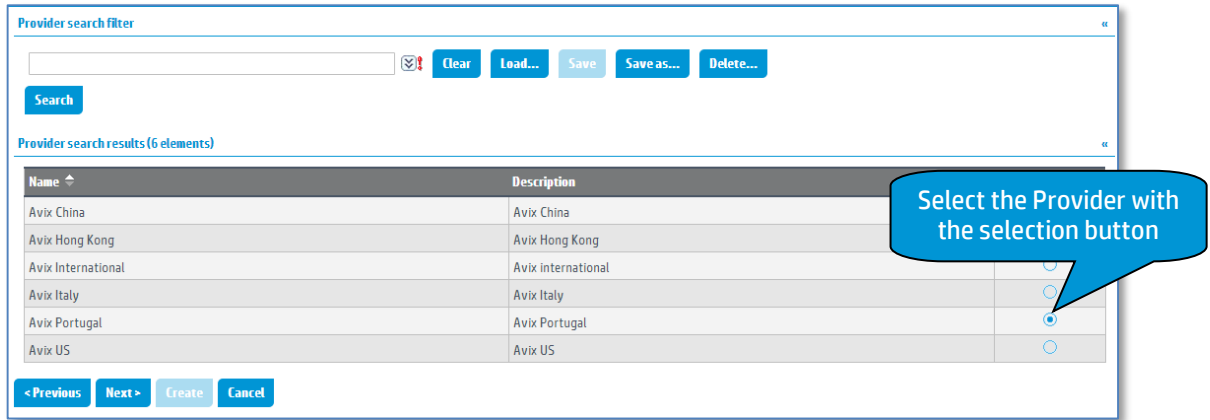 Provider search filter «
Clear Load... Save Save as... Delete...
Search
Provider search results (6 elements) «
Name Description
Avix China Avix China
Avix Hong Kong Avix Hong Kong
Avix International Avix international
Avix Italy Avix Italy
Avix Portugal Avix Portugal
Avix US Avix US
Select the Provider with
the selection button
< Previous Next > Create Cancel